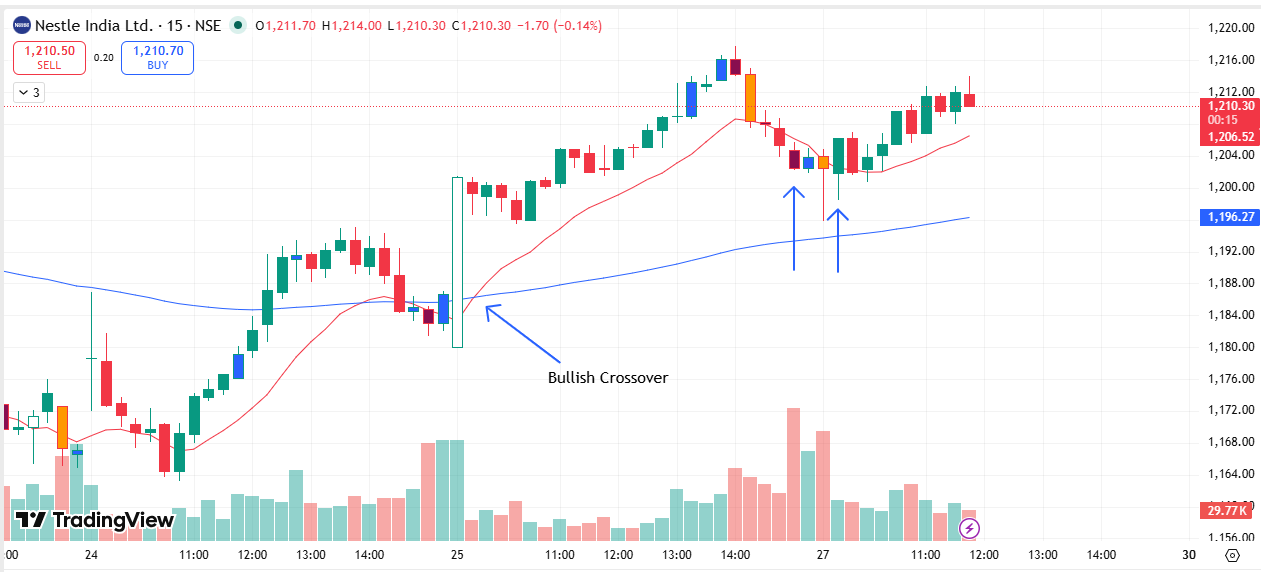 Nestle India Ltd. · 15 · NSE O1,211.70 H1,214.00 L1,210.30 C1,210.30 −1.70 (−0.14%)
1,210.50 0.20 1,210.70
SELL BUY
3
1,220.00
1,216.00
1,212.00
1,210.30
00:15
1,206.52
1,204.00
1,200.00
1,196.27
1,192.00
1,188.00
1,184.00
1,180.00
Bullish Crossover
1,176.00
1,172.00
1,168.00
1,164.00
29.77K
TradingView
1,156.00
:00 24 11:00 12:00 13:00 14:00 25 11:00 12:00 13:00 14:00 27 11:00 12:00 13:00 14:00 30